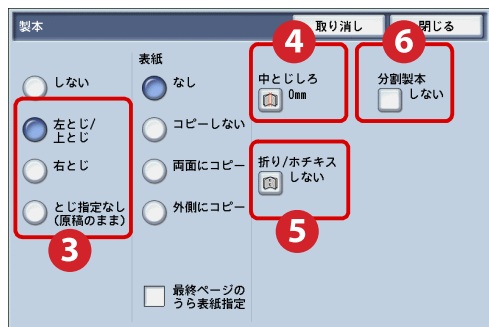 製本
取り消し
閉じる
4
6
しない
左とじ/
上とじ
右とじ
とじ指定なし
(原稿のまま)
3
表紙
なし
コピーしない
両面にコピー
外側にコピー
最終ページの
うら表紙指定
中とじしろ
0mm
折り/ホチキス
しない
5
分割製本
しない